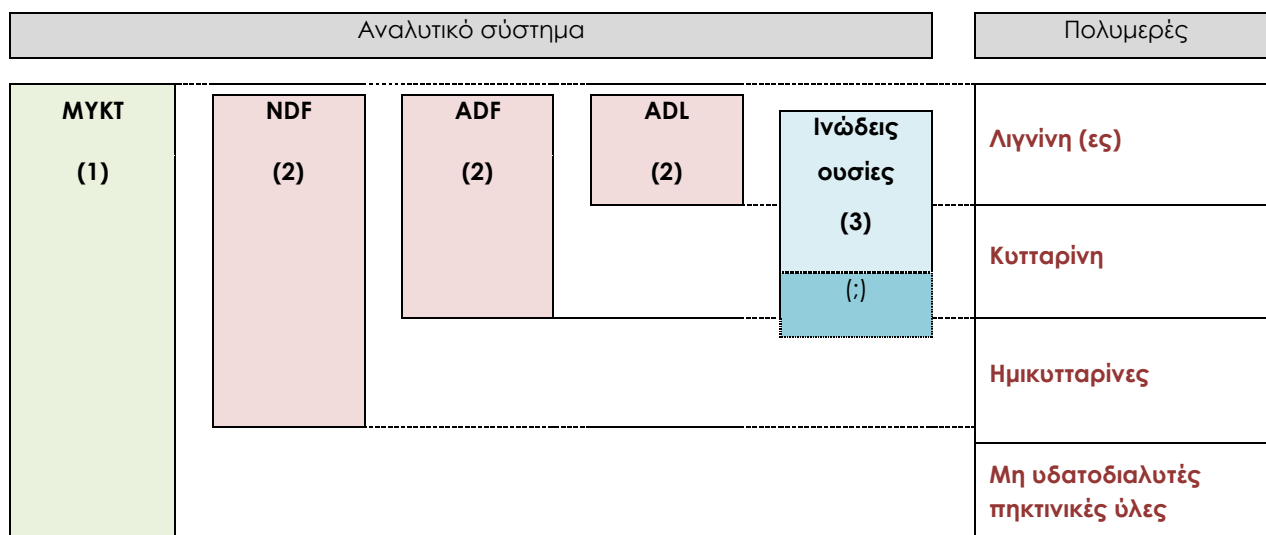 Αναλυτικό σύστημα
Πολυμερές
ΜΥΚΤ
(1)
NDF
(2)
ADF
(2)
ADL
(2)
Ινώδεις
ουσίες
(3)
(;)
Λιγνίνη (ες)
Κυτταρίνη
Ημικυτταρίνες
Μη υδατοδιαλυτές
πηκτινικές ύλες